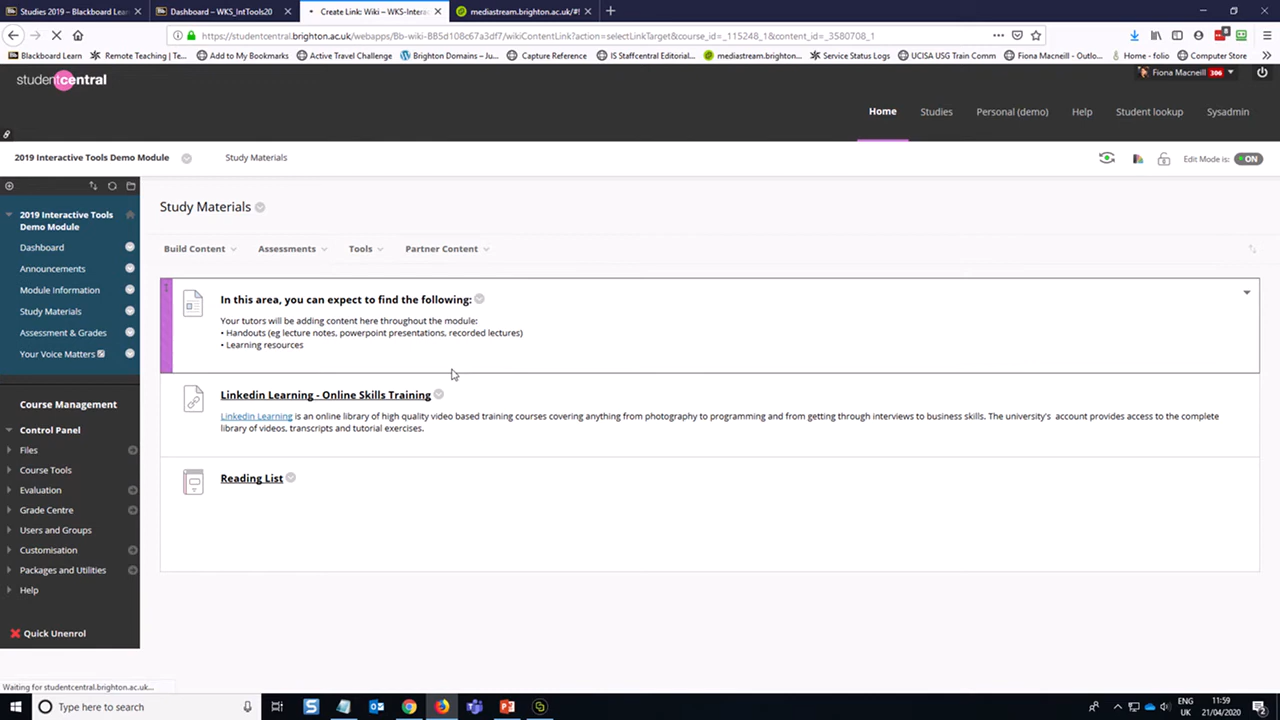 Studies 2019 – Blackboard Lear
Dashboard – WKS_IntTools20
Create Link: Wiki – WKS-Intera
mediastream.brighton.ac.uk/#!
https://studentcentral.brighton.ac.uk/webapps/Bb-wiki-BB5d108c67a3df7/wikiContentLink?action=selectLinkTarget&course_id=_115248_1&content_id=_3580708_1
Blackboard Learn
Remote Teaching | Te...
Add to My Bookmarks
Active Travel Challenge
Brighton Domains – Ju...
Capture Reference
IS Staffcentral Editorial...
mediastream.brighton...
Service Status Logs
UCISA USG Train Comm
Fiona Macneill - Outlo...
Home - folio
Computer Store
studentcentral
Fiona Macneill 306
Home
Studies
Personal (demo)
Help
Student lookup
Sysadmin
2019 Interactive Tools Demo Module
Study Materials
Edit Mode is: ON
2019 Interactive Tools
Demo Module
Dashboard
Announcements
Module Information
Study Materials
Assessment & Grades
Your Voice Matters
Course Management
Control Panel
Files
Course Tools
Evaluation
Grade Centre
Users and Groups
Customisation
Packages and Utilities
Help
Quick Unenrol
Study Materials
Build Content
Assessments
Tools
Partner Content
In this area, you can expect to find the following:
Your tutors will be adding content here throughout the module:
• Handouts (eg lecture notes, powerpoint presentations, recorded lectures)
• Learning resources
Linkedin Learning - Online Skills Training
Linkedin Learning is an online library of high quality video based training courses covering anything from photography to programming and from getting through interviews to business skills. The university's account provides access to the complete
library of videos, transcripts and tutorial exercises.
Reading List
Waiting for studentcentral.brighton.ac.uk...
Type here to search
ENG
UK
11:59
21/04/2020
2